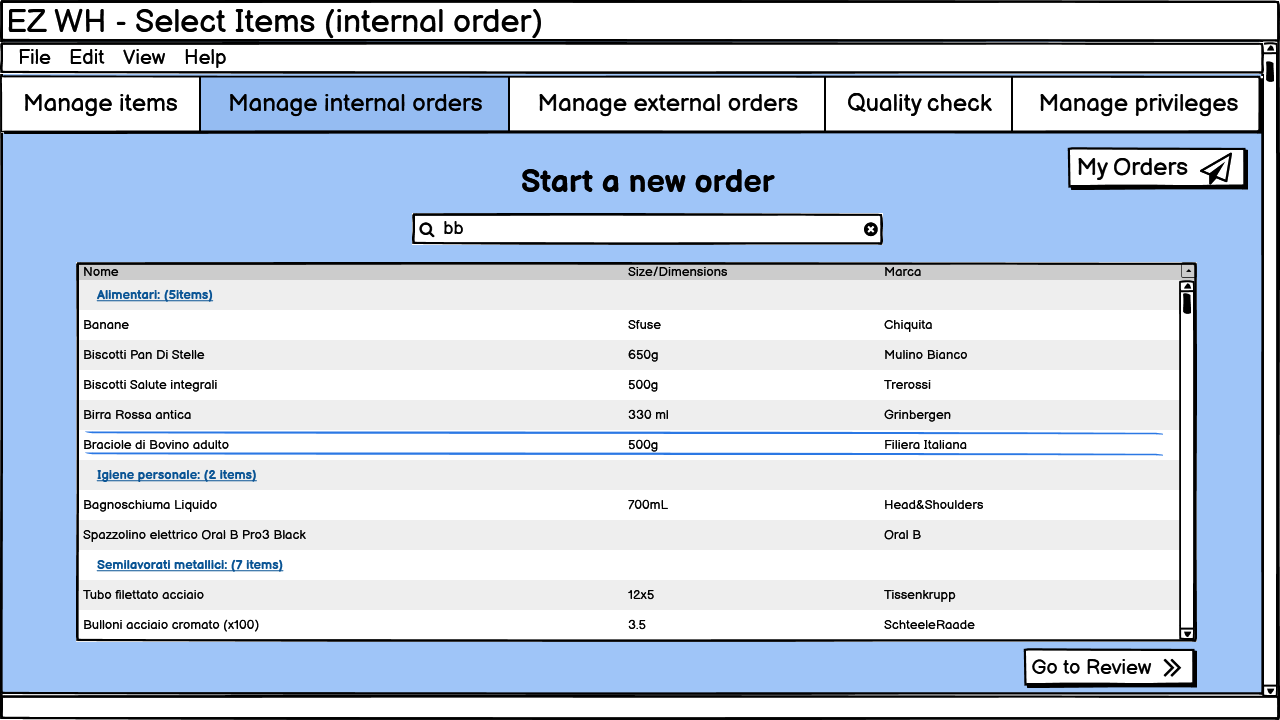 EZ WH - Select Items (internal order)
File Edit View Help
Manage items Manage internal orders Manage external orders Quality check Manage privileges
My Orders
Start a new order
bb
Nome Size/Dimensions Marca
Alimentari: (5items)
Banane Sfuse Chiquita
Biscotti Pan Di Stelle 650g Mulino Bianco
Biscotti Salute integrali 500g Trerossi
Birra Rossa antica 330 ml Grinbergen
Braciole di Bovino adulto 500g Filiera Italiana
Igiene personale: (2 items)
Bagnoschiuma Liquido 700mL Head&Shoulders
Spazzolino elettrico Oral B Pro3 Black Oral B
Semilavorati metallici: (7 items)
Tubo filettato acciaio 12x5 Tissenkrupp
Bulloni acciaio cromato (x100) 3.5 SchteeleRaade
Go to Review